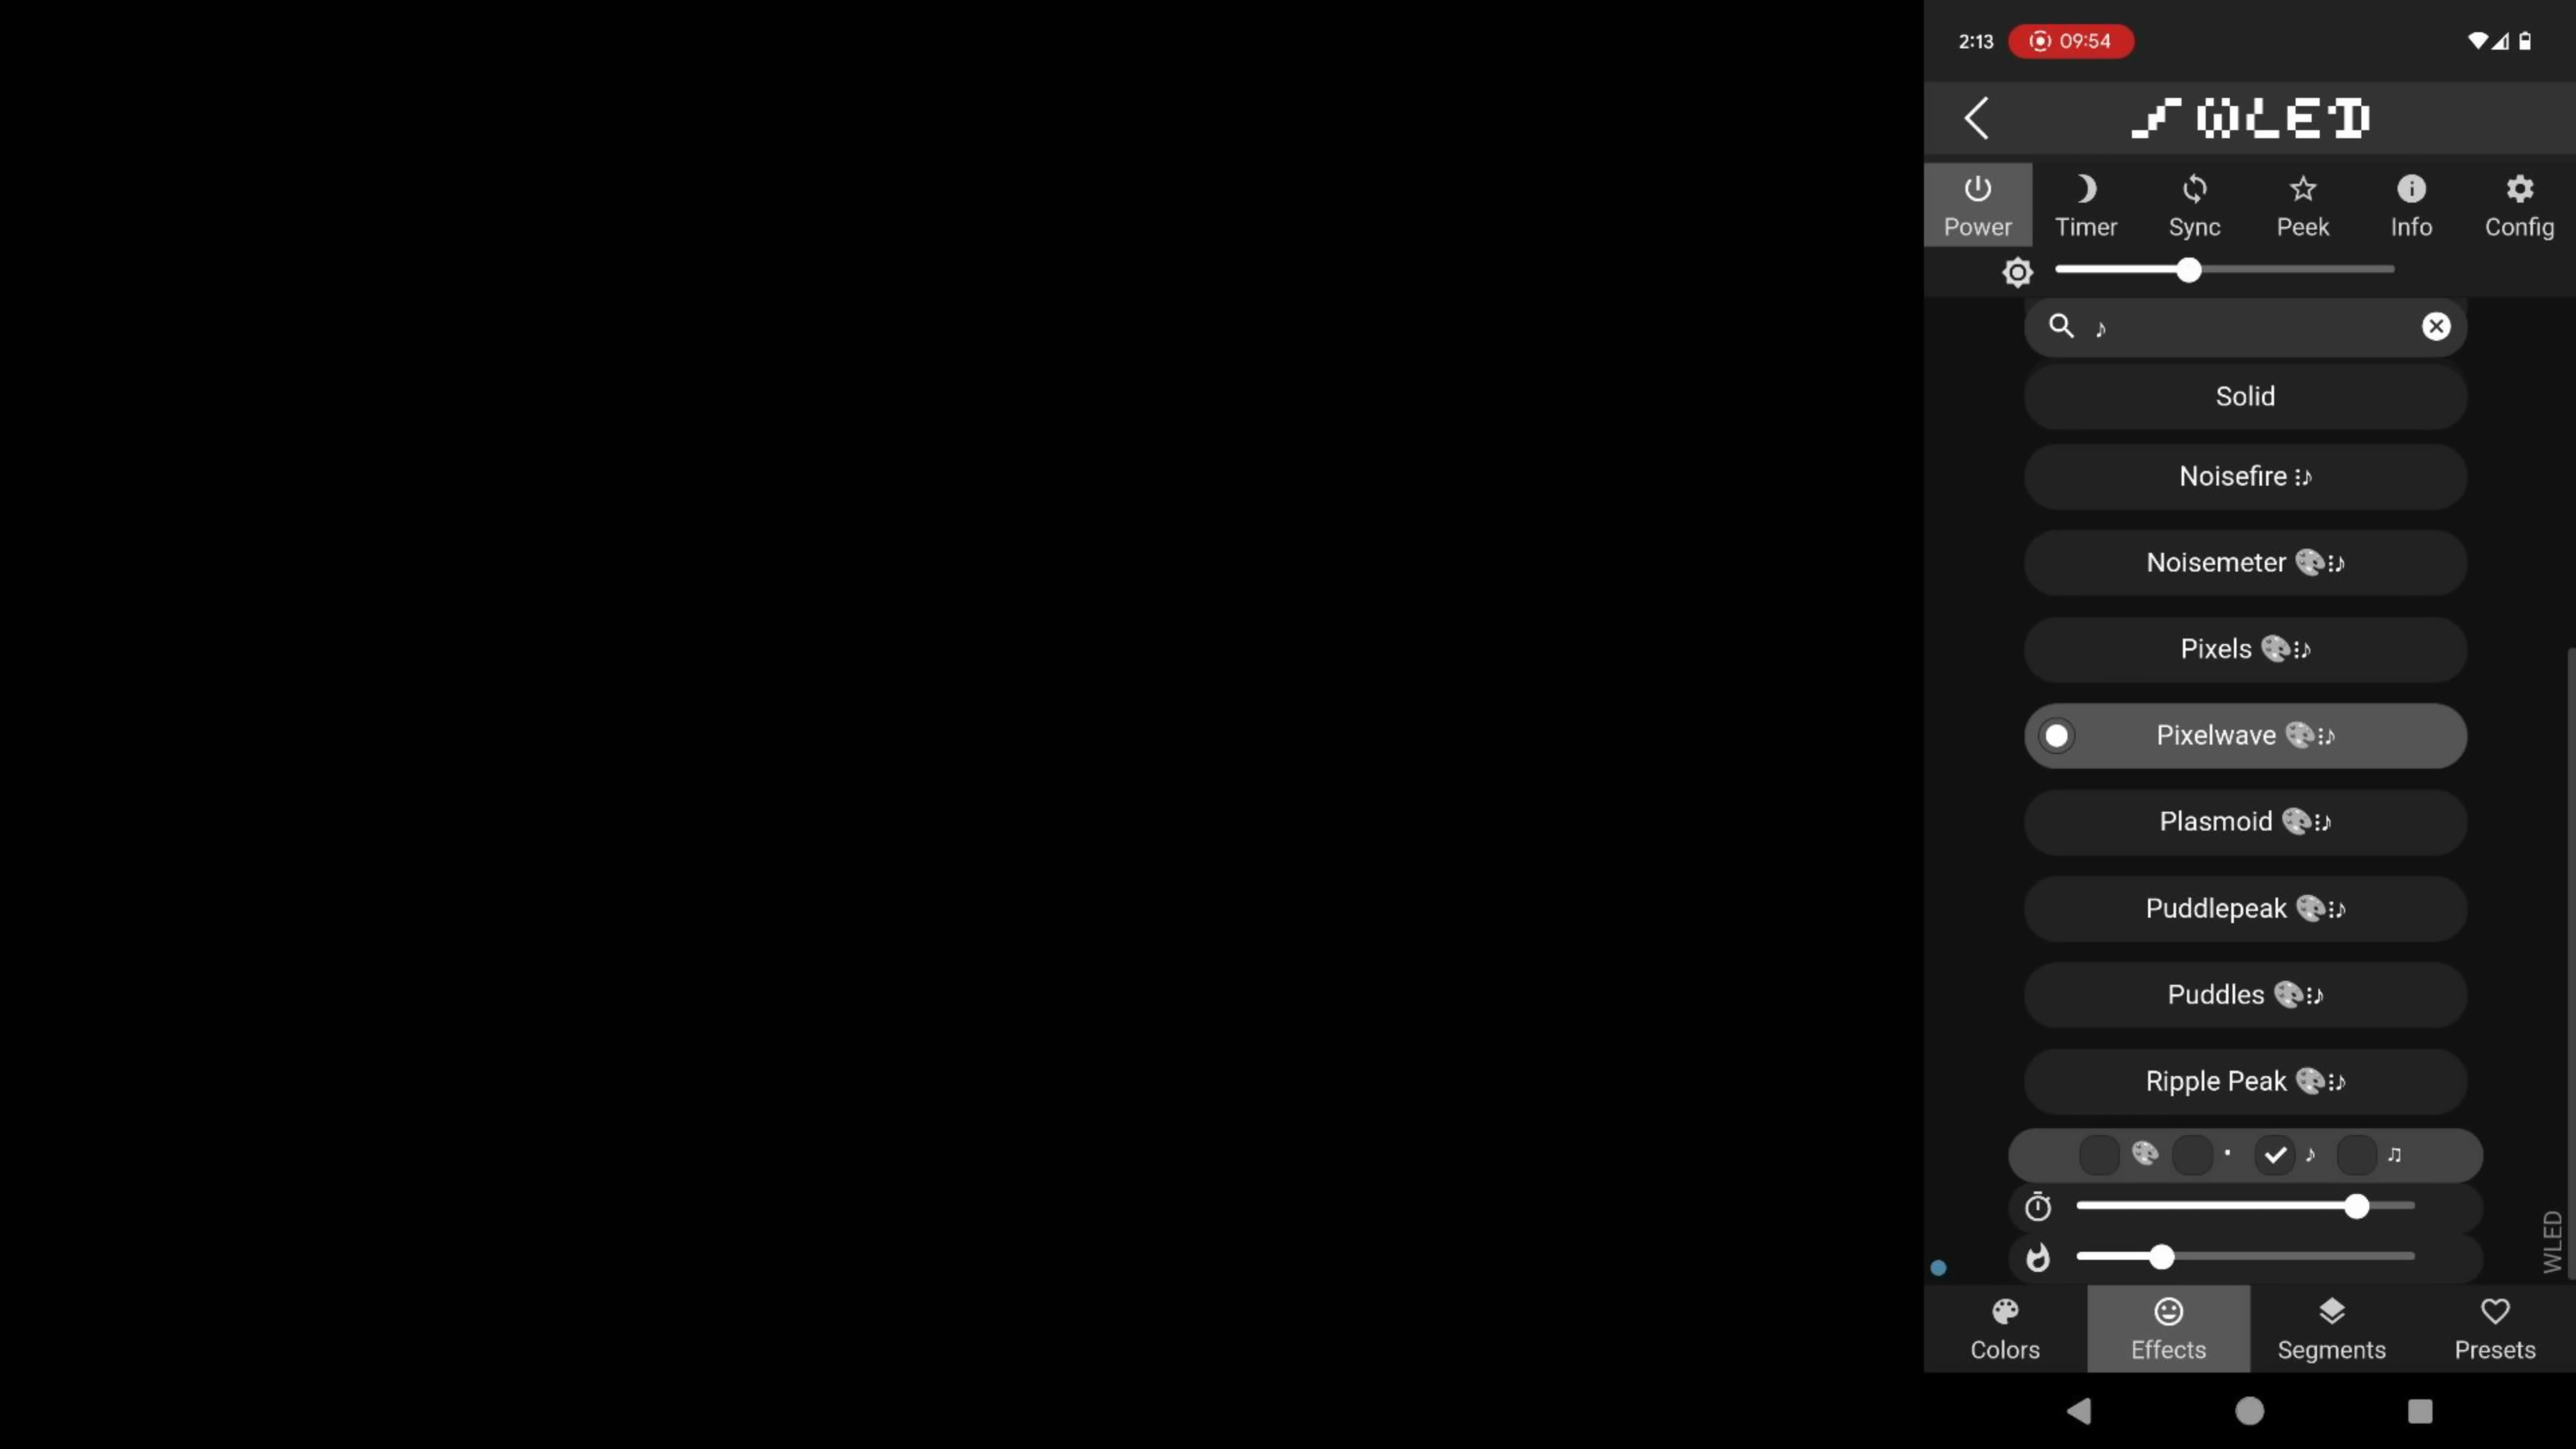 2:13 09:54
WLED
Power Timer Sync Peek Info Config
♪
Solid
Noisefire ⁝♪
Noisemeter 🎨⁝♪
Pixels 🎨⁝♪
Pixelwave 🎨⁝♪
Plasmoid 🎨⁝♪
Puddlepeak 🎨⁝♪
Puddles 🎨⁝♪
Ripple Peak 🎨⁝♪
🎨 • ♪ ♫
WLED
Colors Effects Segments Presets